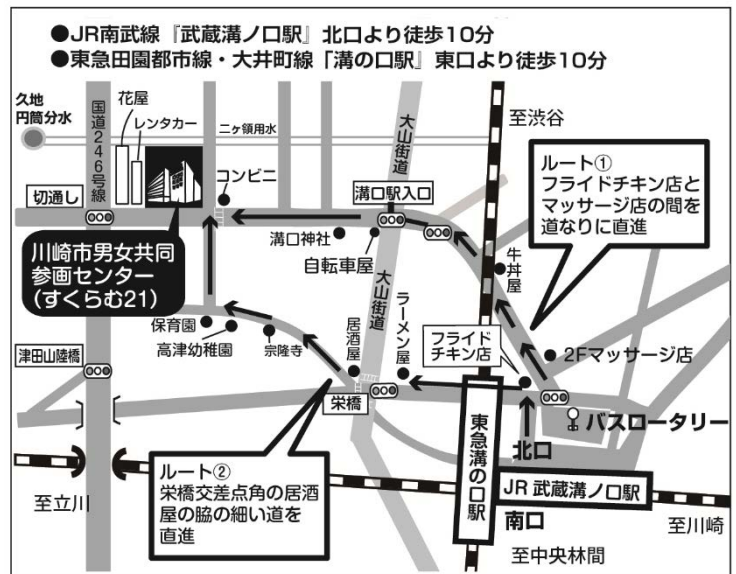 ●JR南武線『武蔵溝ノ口駅』北口より徒歩10分
●東急田園都市線・大井町線「溝の口駅」東口より徒歩10分
久地
円筒分水
国道246号線
花屋
レンタカー
二ヶ領用水
大山街道
至渋谷
ルート①
フライドチキン店と
マッサージ店の間を
道なりに直進
切通し
コンビニ
溝口駅入口
川崎市男女共同
参画センター
(すくらむ21)
溝口神社
自転車屋
牛丼屋
大山街道
保育園
高津幼稚園
宗隆寺
居酒屋
ラーメン屋
フライド
チキン店
2Fマッサージ店
津田山陸橋
栄橋
バスロータリー
北口
東急溝の口駅
JR 武蔵溝ノ口駅
南口
ルート②
栄橋交差点角の居酒
屋の脇の細い道を
直進
至立川
至川崎
至中央林間